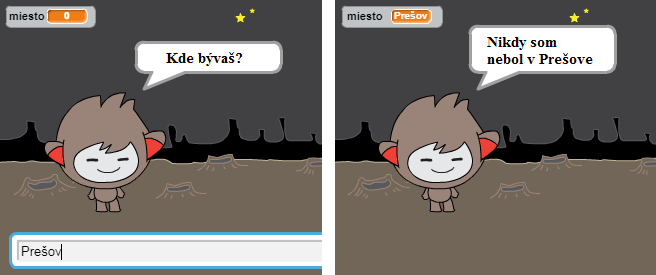 miesto 0
Kde bývaš?
Prešov
miesto Prešov
Nikdy som
nebol v Prešove